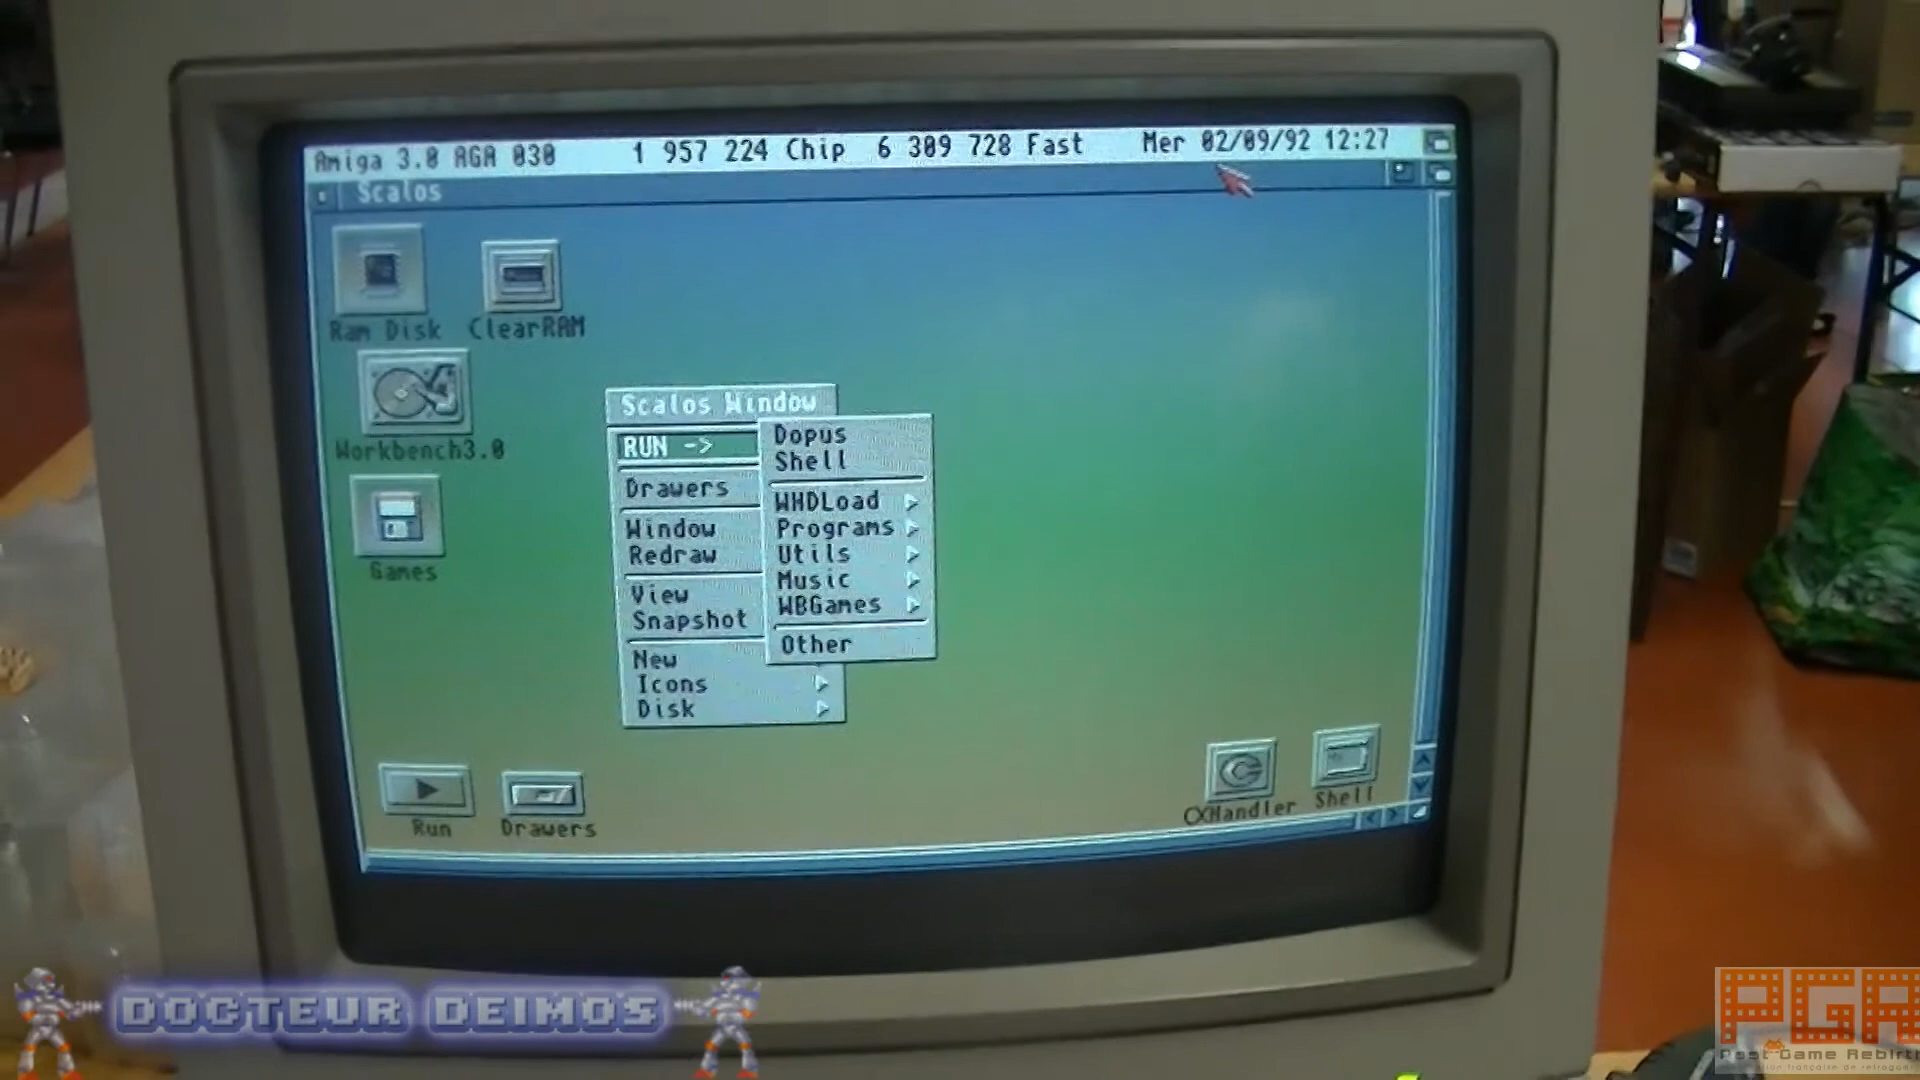 Amiga 3.0 AGA 030 1 957 224 Chip 6 309 728 Fast Mer 02/09/92 12:27
Scalos
Ram Disk ClearRAM
Workbench3.0
Games
Scalos Window
RUN ->
Drawers
Window
Redraw
View
Snapshot
New
Icons
Disk
Dopus
Shell
WHDLoad
Programs
Utils
Music
WBGames
Other
Run Drawers
CXHandler Shell
DOCTEUR DEIMOS
PGR
Post Game Rebirt